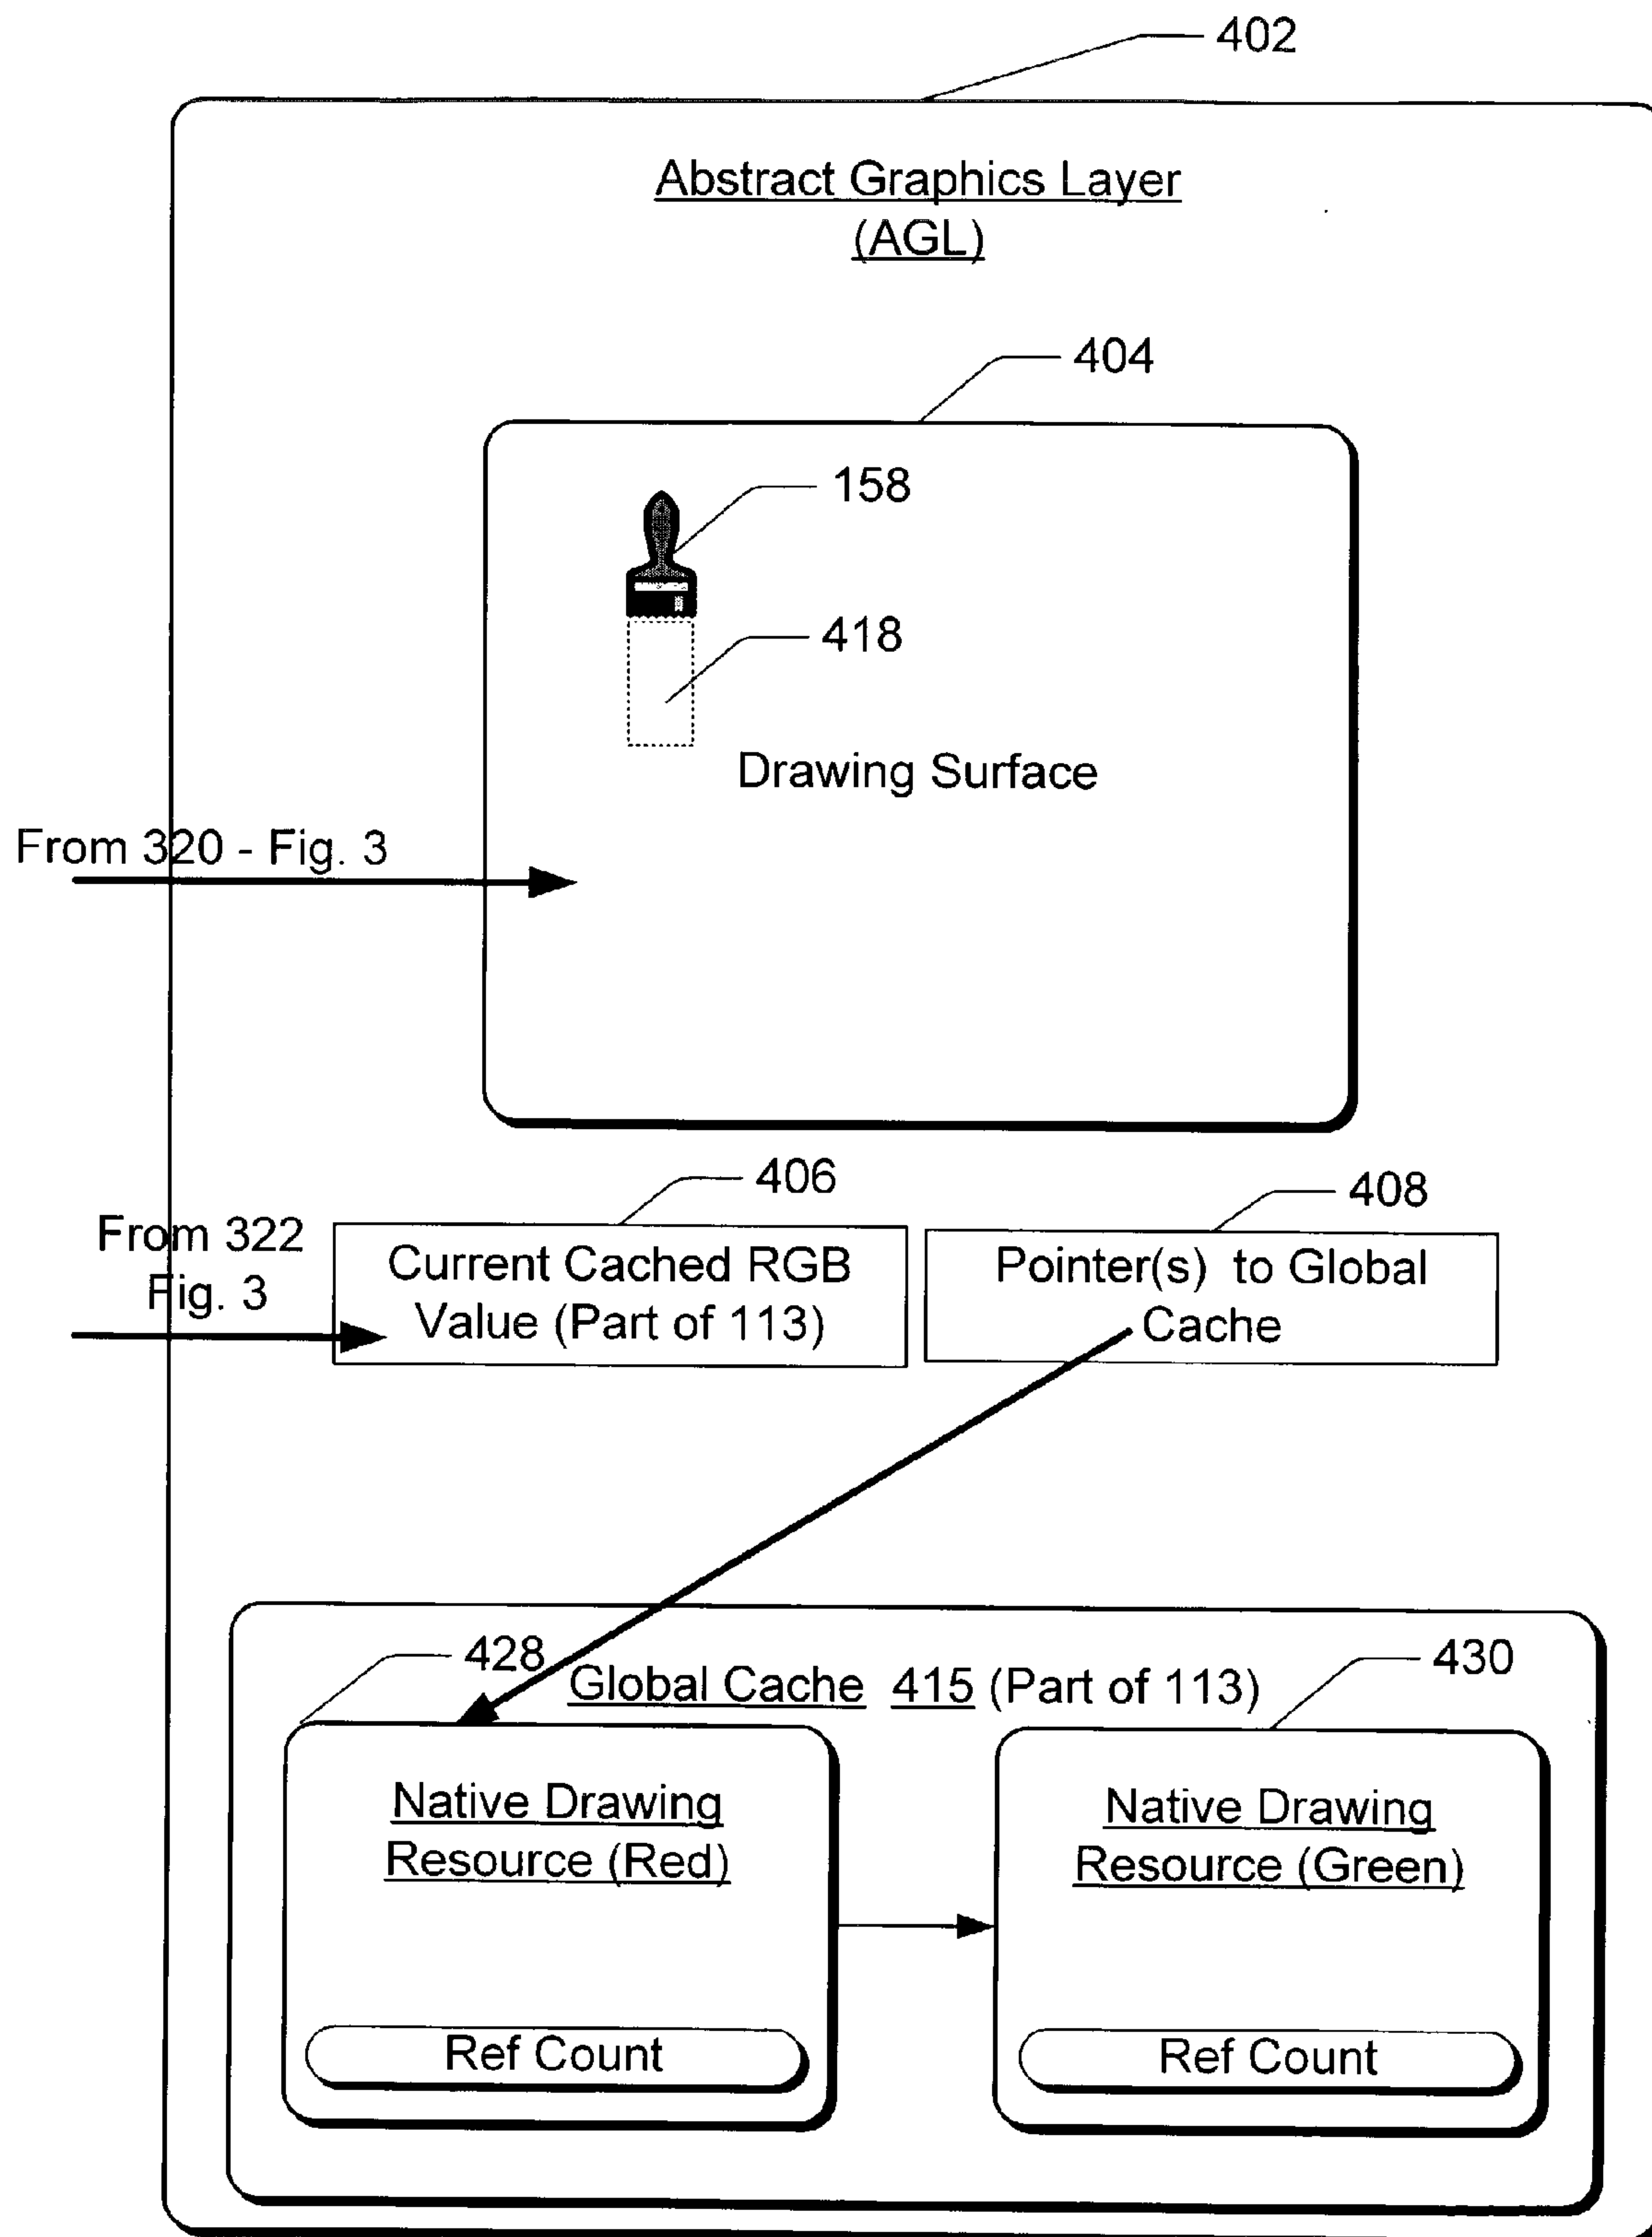 402
Abstract Graphics Layer
(AGL)
404
158
418
Drawing Surface
From 320 - Fig. 3
406
408
From 322
Fig. 3
Current Cached RGB
Value (Part of 113)
Pointer(s) to Global
Cache
428
Global Cache 415 (Part of 113)
430
Native Drawing
Resource (Red)
Native Drawing
Resource (Green)
Ref Count
Ref Count